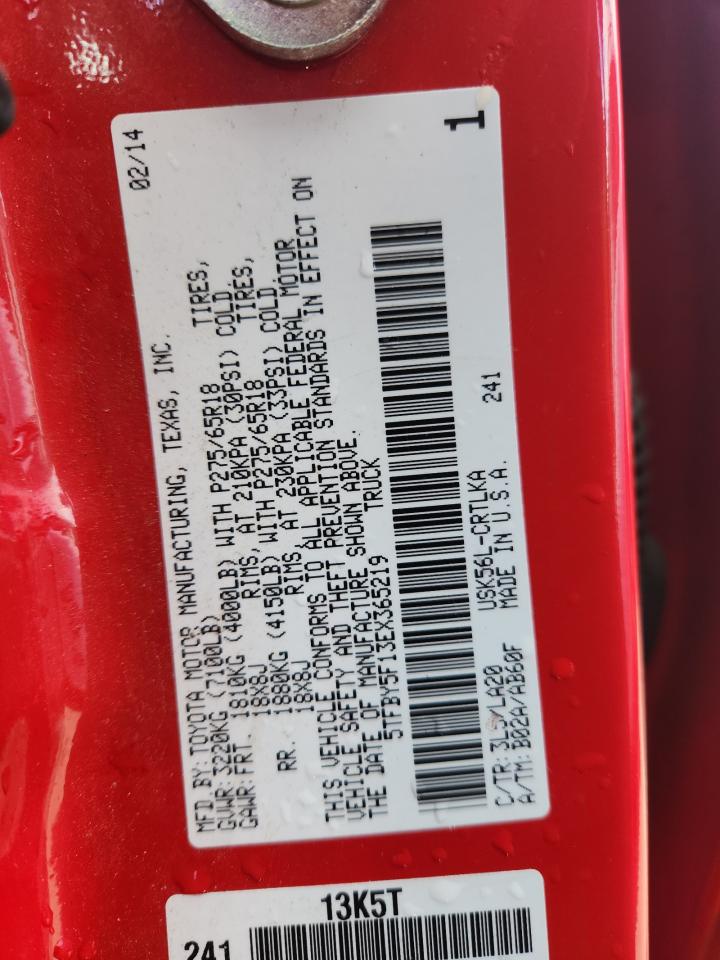 02/14
1
MFD BY: TOYOTA MOTOR MANUFACTURING, TEXAS, INC.
GVWR: 3220KG (7100LB)
GAWR: FRT. 1810KG (4000LB) WITH P275/65R18 TIRES,
18X8J RIMS, AT 210KPA (30PSI) COLD.
RR. 1880KG (4150LB) WITH P275/65R18 TIRES,
18X8J RIMS, AT 230KPA (33PSI) COLD.
THIS VEHICLE CONFORMS TO ALL APPLICABLE FEDERAL MOTOR
VEHICLE SAFETY AND THEFT PREVENTION STANDARDS IN EFFECT ON
THE DATE OF MANUFACTURE SHOWN ABOVE.
5TFBY5F13EX365219 TRUCK
C/TR: /LA20 USK56L-CRTLKA 241
A/TM: B02A/AB60F MADE IN U.S.A.
13K5T
241